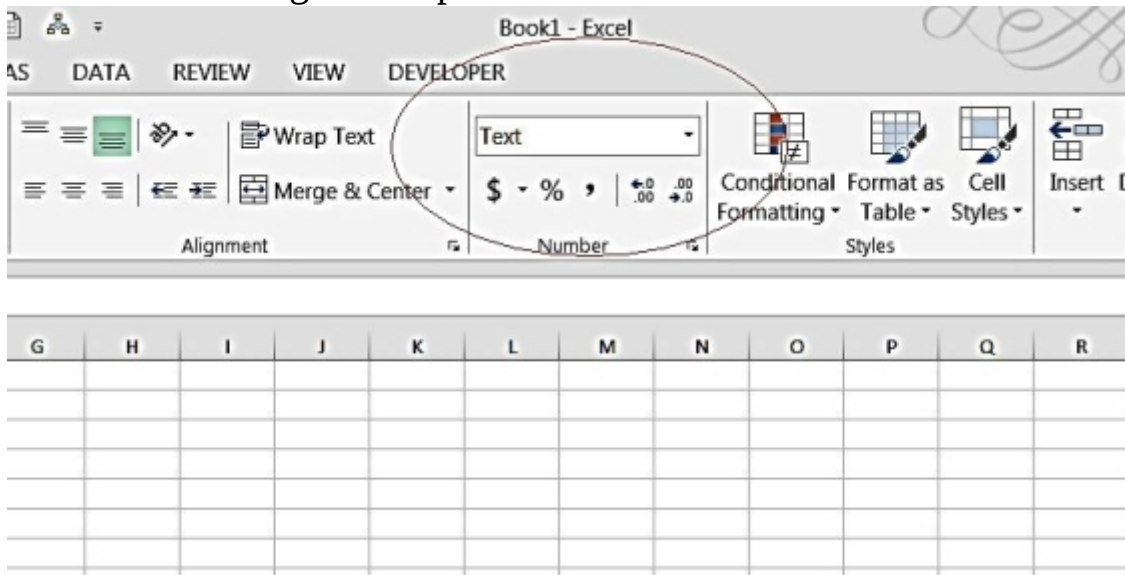 Book1 - Excel
DATA REVIEW VIEW DEVELOPER
Wrap Text
Text
Merge & Center
$ % ,
Conditional Formatting
Format as Table
Cell Styles
Insert
Alignment Number Styles
G H I J K L M N O P Q R